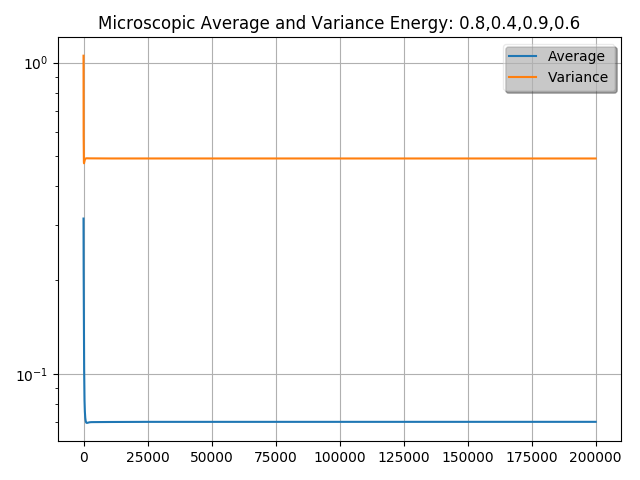 Microscopic Average and Variance Energy: 0.8,0.4,0.9,0.6
Average
Variance
10⁰
10⁻¹
0 25000 50000 75000 100000 125000 150000 175000 200000